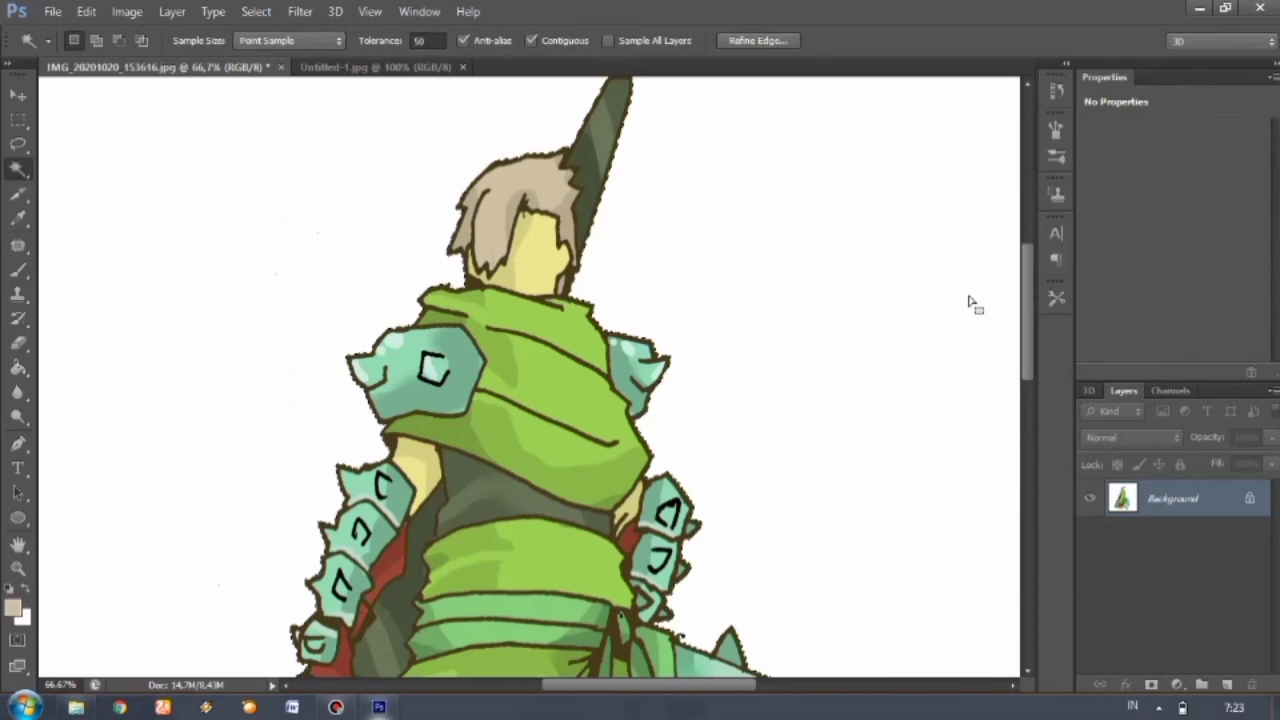 Ps File Edit Image Layer Type Select Filter 3D View Window Help
Sample Size: Point Sample Tolerance: 50 Anti-alias Contiguous Sample All Layers Refine Edge... 3D
IMG_20201020_153616.jpg @ 66,7% (RGB/8) * × Untitled-1.jpg @ 100% (RGB/8) ×
Properties
No Properties
3D Layers Channels
Kind
Normal Opacity: 100%
Lock: Fill: 100%
Background
66.67% Doc: 14,7M/8,43M
IN 7:23